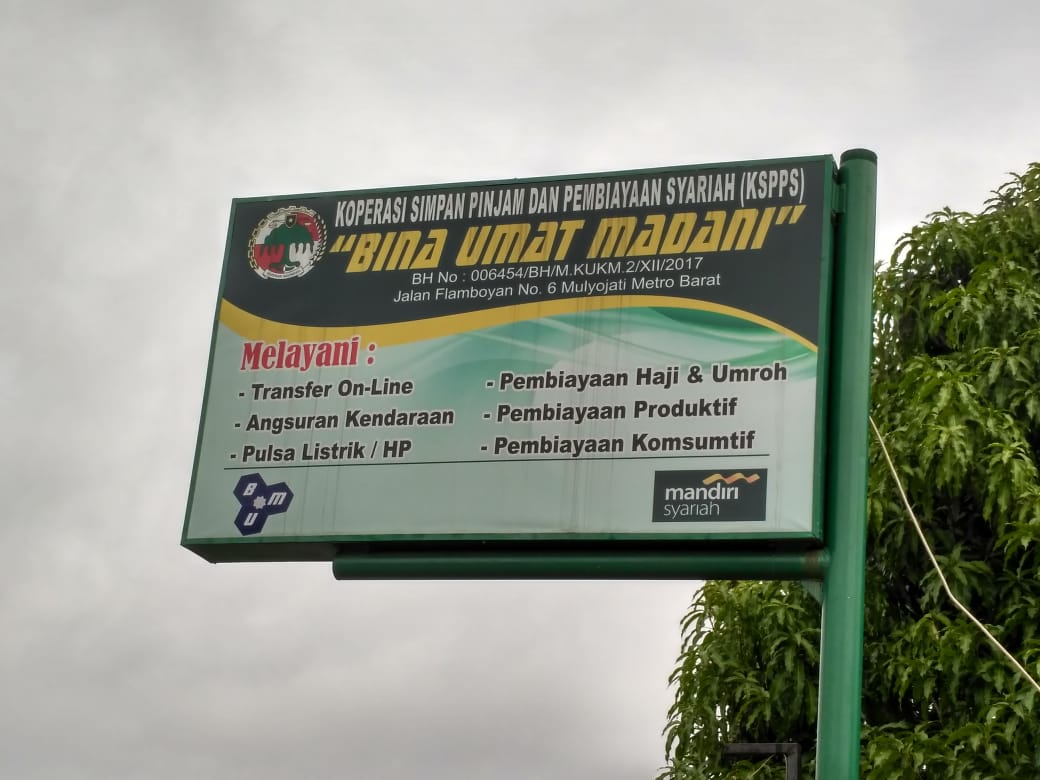 KOPERASI SIMPAN PINJAM DAN PEMBIAYAAN SYARIAH (KSPPS)
"BINA UMAT MADANI"
BH No : 006454/BH/M.KUKM.2/XII/2017
Jalan Flamboyan No. 6 Mulyojati Metro Barat
Melayani :
- Transfer On-Line
- Angsuran Kendaraan
- Pulsa Listrik / HP
- Pembiayaan Haji & Umroh
- Pembiayaan Produktif
- Pembiayaan Komsumtif
B M U
mandiri
syariah